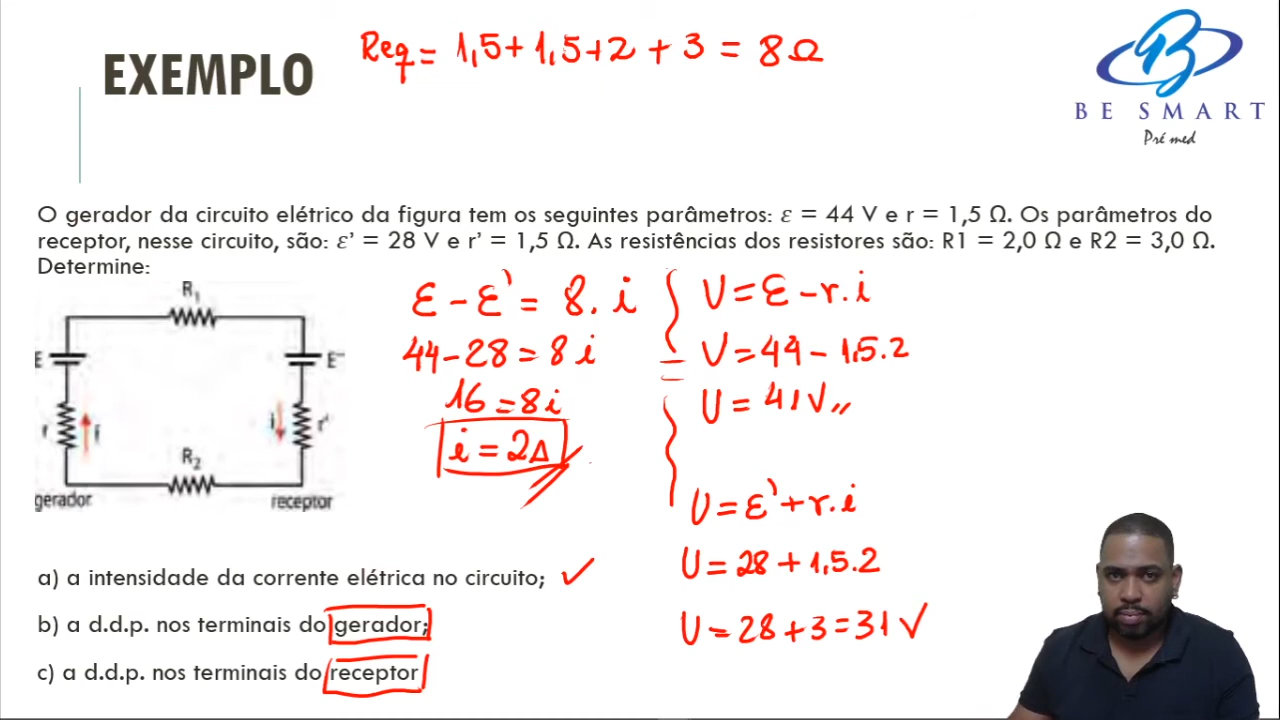 Req = 1,5 + 1,5 + 2 + 3 = 8 Ω
EXEMPLO
BE SMART
Pré med
O gerador da circuito elétrico da figura tem os seguintes parâmetros: ε = 44 V e r = 1,5 Ω. Os parâmetros do
receptor, nesse circuito, são: ε' = 28 V e r' = 1,5 Ω. As resistências dos resistores são: R1 = 2,0 Ω e R2 = 3,0 Ω.
Determine:
R₁
E
E'
r
i
i
r'
R₂
gerador
receptor
ε - ε' = 8. i
44 - 28 = 8 i
16 = 8 i
i = 2A
U = ε - r. i
U = 44 - 1,5. 2
U = 41V
U = ε' + r. i
U = 28 + 1,5. 2
U = 28 + 3 = 31 V
a) a intensidade da corrente elétrica no circuito;
b) a d.d.p. nos terminais do gerador;
c) a d.d.p. nos terminais do receptor